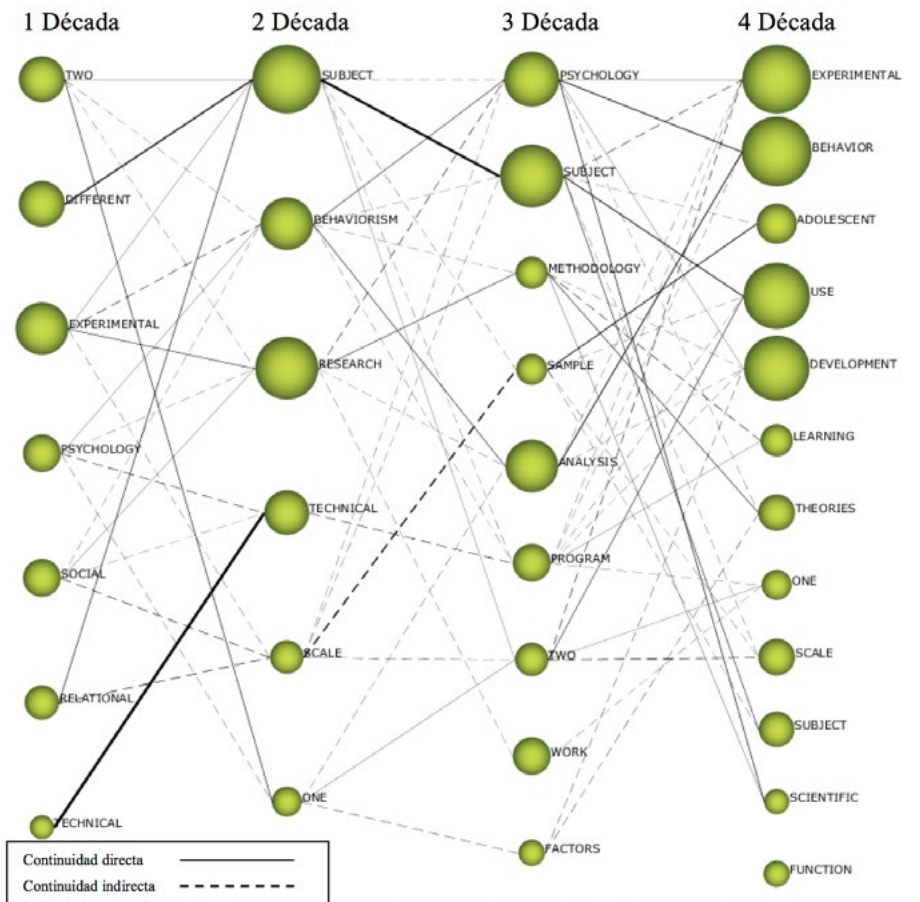 1 Década
2 Década
3 Década
4 Década
TWO
DIFFERENT
EXPERIMENTAL
PSYCHOLOGY
SOCIAL
RELATIONAL
TECHNICAL
SUBJECT
BEHAVIORISM
RESEARCH
TECHNICAL
SCALE
ONE
PSYCHOLOGY
SUBJECT
METHODOLOGY
SAMPLE
ANALYSIS
PROGRAM
TWO
WORK
FACTORS
EXPERIMENTAL
BEHAVIOR
ADOLESCENT
USE
DEVELOPMENT
LEARNING
THEORIES
ONE
SCALE
SUBJECT
SCIENTIFIC
FUNCTION
Continuidad directa
Continuidad indirecta